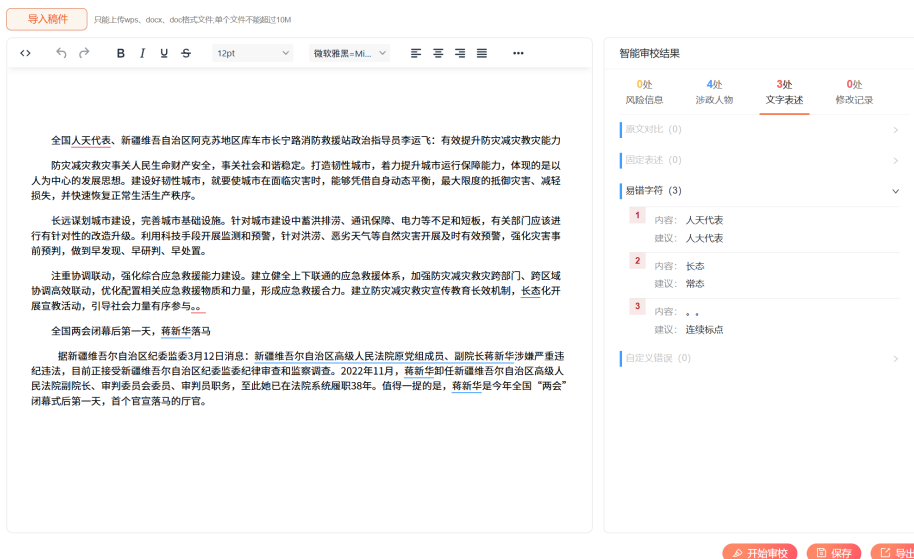 导入稿件
只能上传wps、docx、doc格式文件,单个文件不能超过10M
B I U S 12pt 微软雅黑=Mi...
全国人天代表、新疆维吾自治区阿克苏地区库车市长宁路消防救援站政治指导员李运飞：有效提升防灾减灾教灾能力
防灾减灾救灾事关人民生命财产安全，事关社会和谐稳定。打造韧性城市，着力提升城市运行保障能力，体现的是以
人为中心的发展思想。建设好韧性城市，就要使城市在面临灾害时，能够凭借自身动态平衡，最大限度的抵御灾害、减轻
损失，并快速恢复正常生活生产秩序。
长远谋划城市建设，完善城市基础设施。针对城市建设中蓄洪排涝、通讯保障、电力等不足和短板，有关部门应该进
行有针对性的改造升级。利用科技手段开展监测和预警，针对洪涝、恶劣天气等自然灾害开展及时有效预警，强化灾害事
前预判，做到早发现、早研判、早处置。
注重协调联动，强化综合应急救援能力建设。建立健全上下联通的应急救援体系，加强防灾减灾救灾跨部门、跨区域
协调高效联动，优化配置相关应急救援物质和力量，形成应急救援合力。建立防灾减灾救灾宣传教育长效机制，长态化开
展宣教活动，引导社会力量有序参与。。
全国两会闭幕后第一天，蒋新华落马
据新疆维吾尔自治区纪委监委3月12日消息：新疆维吾尔自治区高级人民法院原党组成员、副院长蒋新华涉嫌严重违
纪违法，目前正接受新疆维吾尔自治区纪委监委纪律审查和监察调查。2022年11月，蒋新华卸任新疆维吾尔自治区高级人
民法院副院长、审判委员会委员、审判员职务，至此她已在法院系统履职38年。值得一提的是，蒋新华是今年全国“两会”
闭幕式后第一天，首个官宣落马的厅官。
智能审校结果
0处 4处 3处 0处
风险信息 涉政人物 文字表述 修改记录
原文对比 (0)
固定表述 (0)
易错字符 (3)
1 内容： 人天代表
建议： 人大代表
2 内容： 长态
建议： 常态
3 内容： 。。
建议： 连续标点
自定义错误 (0)
开始审校 保存 导出